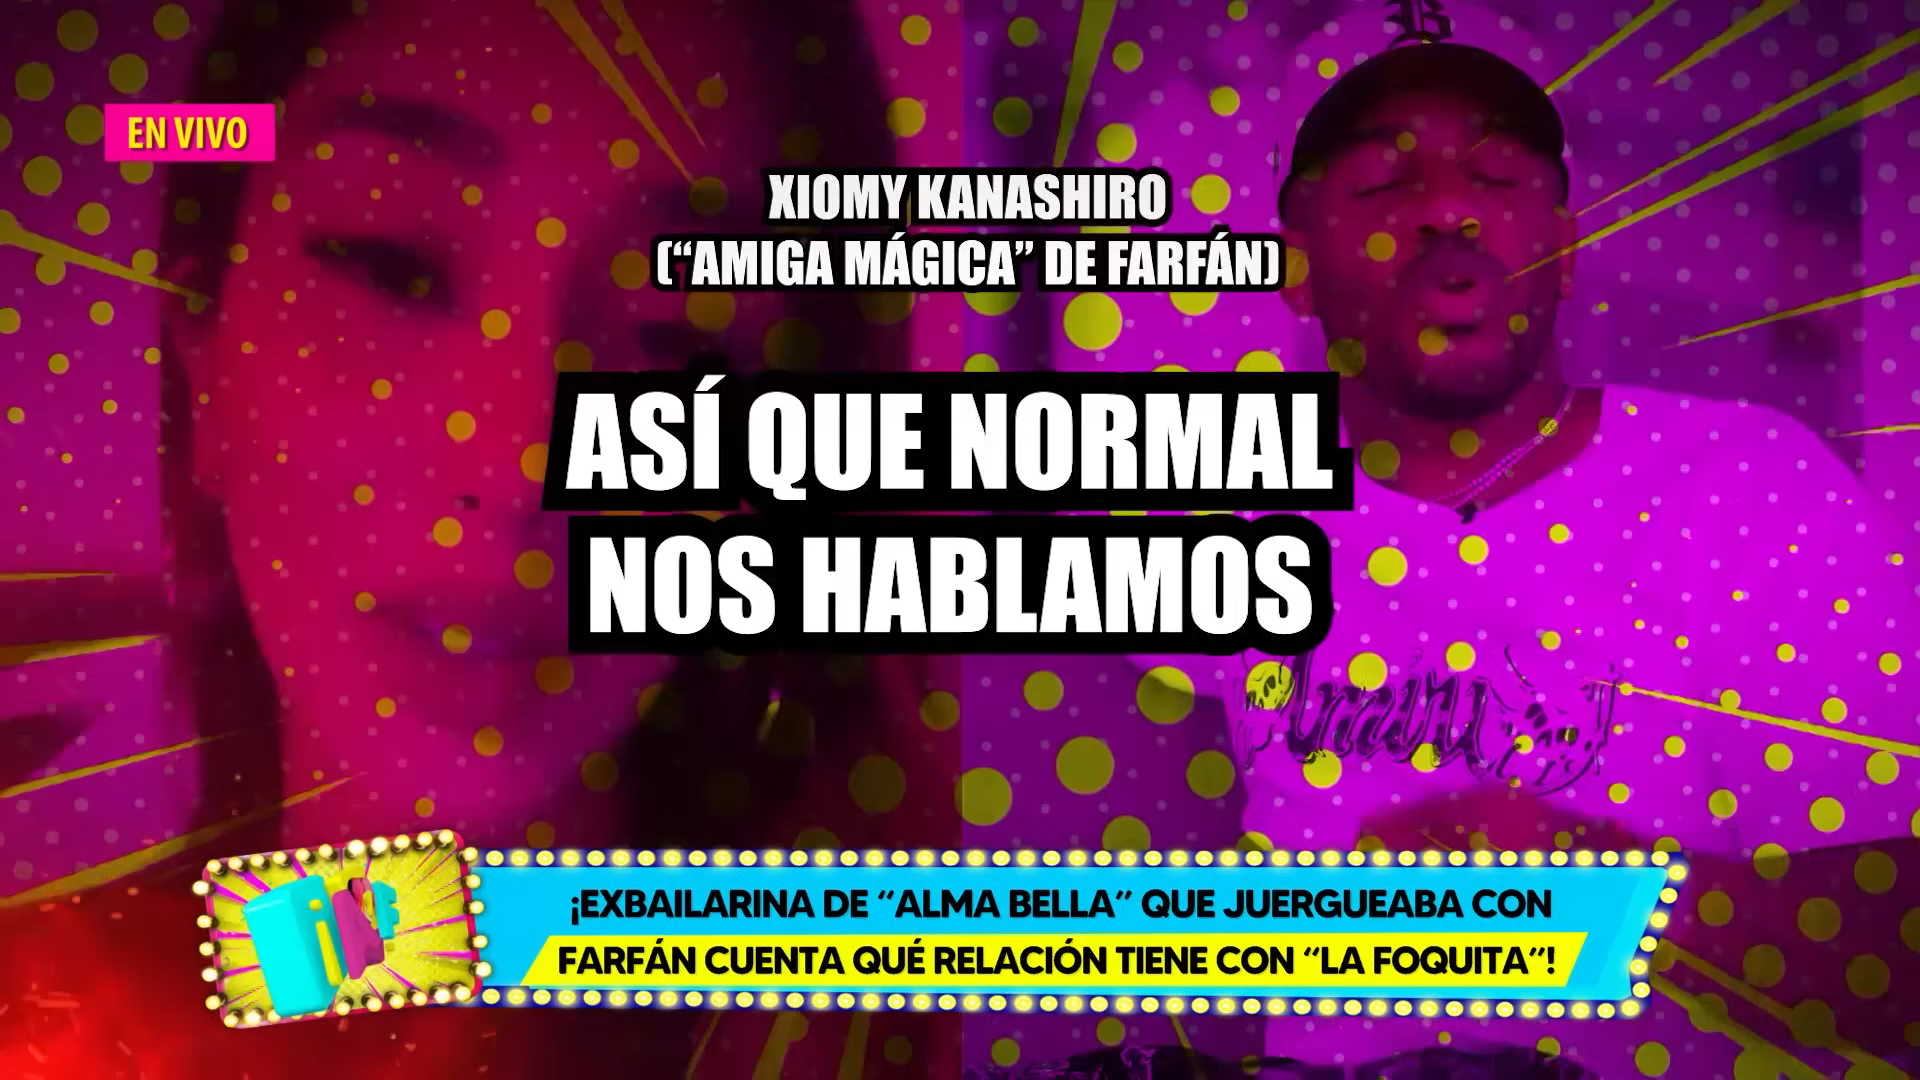 EN VIVO
XIOMY KANASHIRO
(“AMIGA MÁGICA” DE FARFÁN)
ASÍ QUE NORMAL
NOS HABLAMOS
¡EXBAILARINA DE “ALMA BELLA” QUE JUERGUEABA CON
FARFÁN CUENTA QUÉ RELACIÓN TIENE CON “LA FOQUITA”!